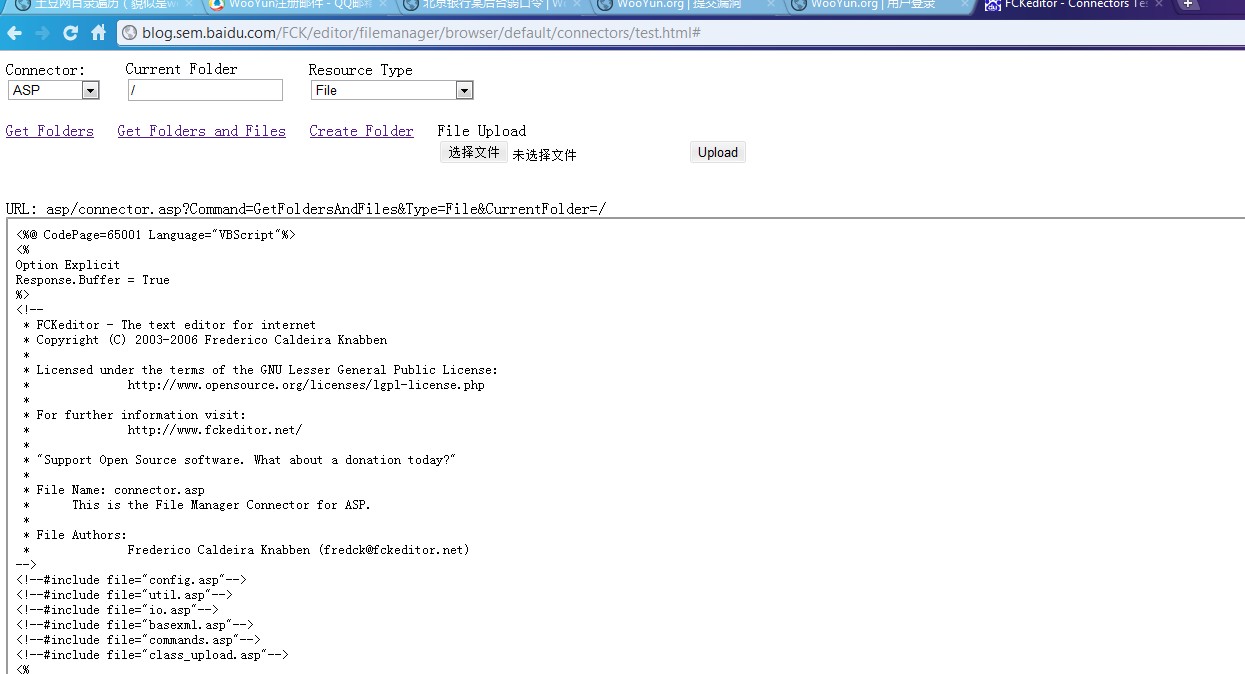 土豆网目录遍历（貌似是w
WooYun注册邮件 - QQ邮
北京银行某后台弱口令 | W
WooYun.org | 提交漏洞
WooYun.org | 用户登录
FCKeditor - Connectors Te
blog.sem.baidu.com/FCK/editor/filemanager/browser/default/connectors/test.html#
Connector: Current Folder Resource Type
ASP / File
Get Folders Get Folders and Files Create Folder File Upload
选择文件 未选择文件 Upload
URL: asp/connector.asp?Command=GetFoldersAndFiles&Type=File&CurrentFolder=/
<%@ CodePage=65001 Language="VBScript"%>
<%
Option Explicit
Response.Buffer = True
%>
<!--
* FCKeditor - The text editor for internet
* Copyright (C) 2003-2006 Frederico Caldeira Knabben
*
* Licensed under the terms of the GNU Lesser General Public License:
* http://www.opensource.org/licenses/lgpl-license.php
*
* For further information visit:
* http://www.fckeditor.net/
*
* "Support Open Source software. What about a donation today?"
*
* File Name: connector.asp
* This is the File Manager Connector for ASP.
*
* File Authors:
* Frederico Caldeira Knabben (fredck@fckeditor.net)
-->
<!--#include file="config.asp"-->
<!--#include file="util.asp"-->
<!--#include file="io.asp"-->
<!--#include file="basexml.asp"-->
<!--#include file="commands.asp"-->
<!--#include file="class_upload.asp"-->
<%